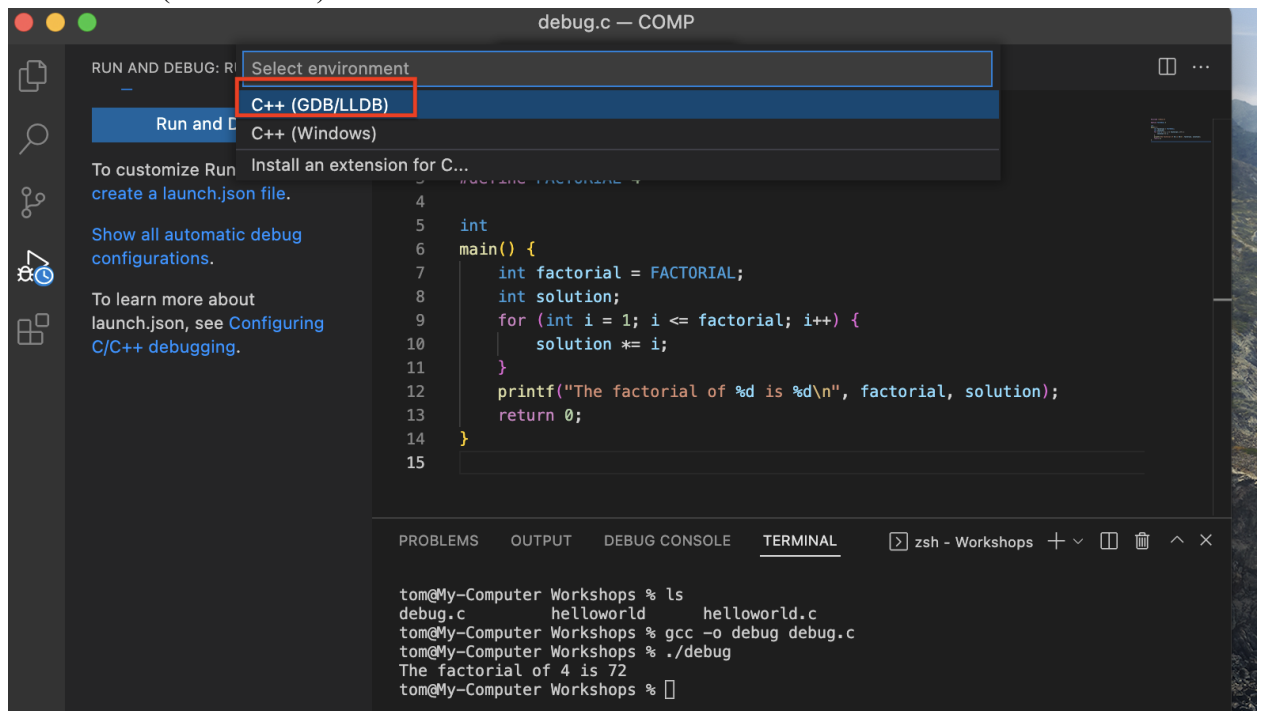 debug.c — COMP
RUN AND DEBUG: R
Select environment
C++ (GDB/LLDB)
C++ (Windows)
Install an extension for C...
Run and D
To customize Run
create a launch.json file.
Show all automatic debug
configurations.
To learn more about
launch.json, see Configuring
C/C++ debugging.
4
5 int
6 main() {
7 int factorial = FACTORIAL;
8 int solution;
9 for (int i = 1; i <= factorial; i++) {
10 solution *= i;
11 }
12 printf("The factorial of %d is %d\n", factorial, solution);
13 return 0;
14 }
15
PROBLEMS OUTPUT DEBUG CONSOLE TERMINAL zsh - Workshops
tom@My-Computer Workshops % ls
debug.c helloworld helloworld.c
tom@My-Computer Workshops % gcc -o debug debug.c
tom@My-Computer Workshops % ./debug
The factorial of 4 is 72
tom@My-Computer Workshops %